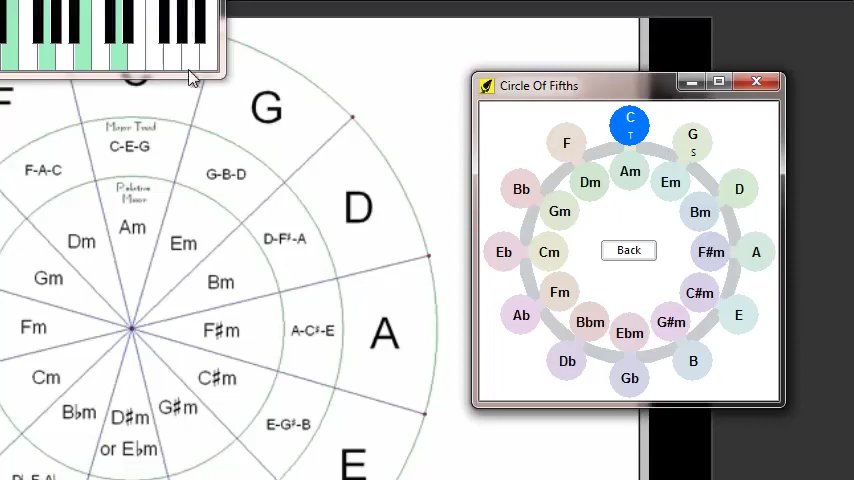 F
G
D
A
E
Major Triad
C-E-G
F-A-C
G-B-D
D-F♯-A
A-C♯-E
E-G♯-B
Relative
Minor
Am
Em
Bm
F♯m
C♯m
G♯m
D♯m
or E♭m
B♭m
Cm
Fm
Gm
Dm
Circle Of Fifths
C
T
G
S
D
A
E
B
Gb
Db
Ab
Eb
Bb
F
Am
Em
Bm
F#m
C#m
G#m
Ebm
Bbm
Fm
Cm
Gm
Dm
Back